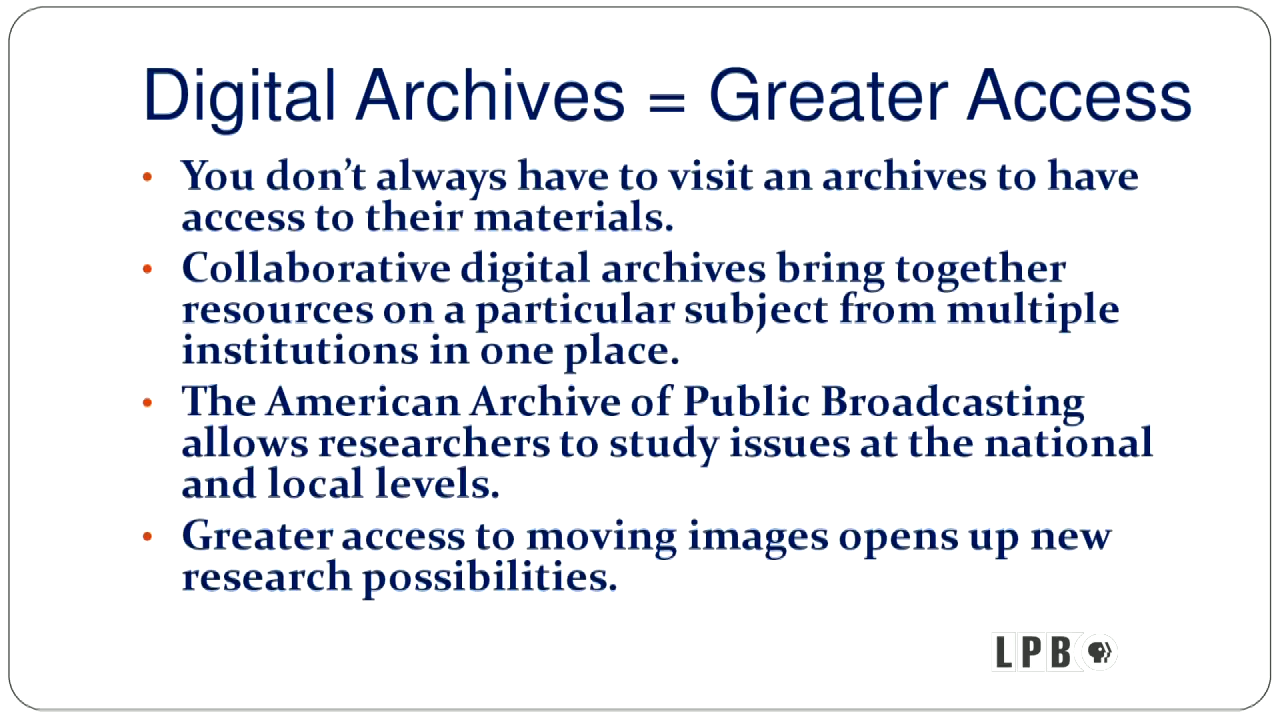 Digital Archives = Greater Access
• You don’t always have to visit an archives to have
access to their materials.
• Collaborative digital archives bring together
resources on a particular subject from multiple
institutions in one place.
• The American Archive of Public Broadcasting
allows researchers to study issues at the national
and local levels.
• Greater access to moving images opens up new
research possibilities.
LPB